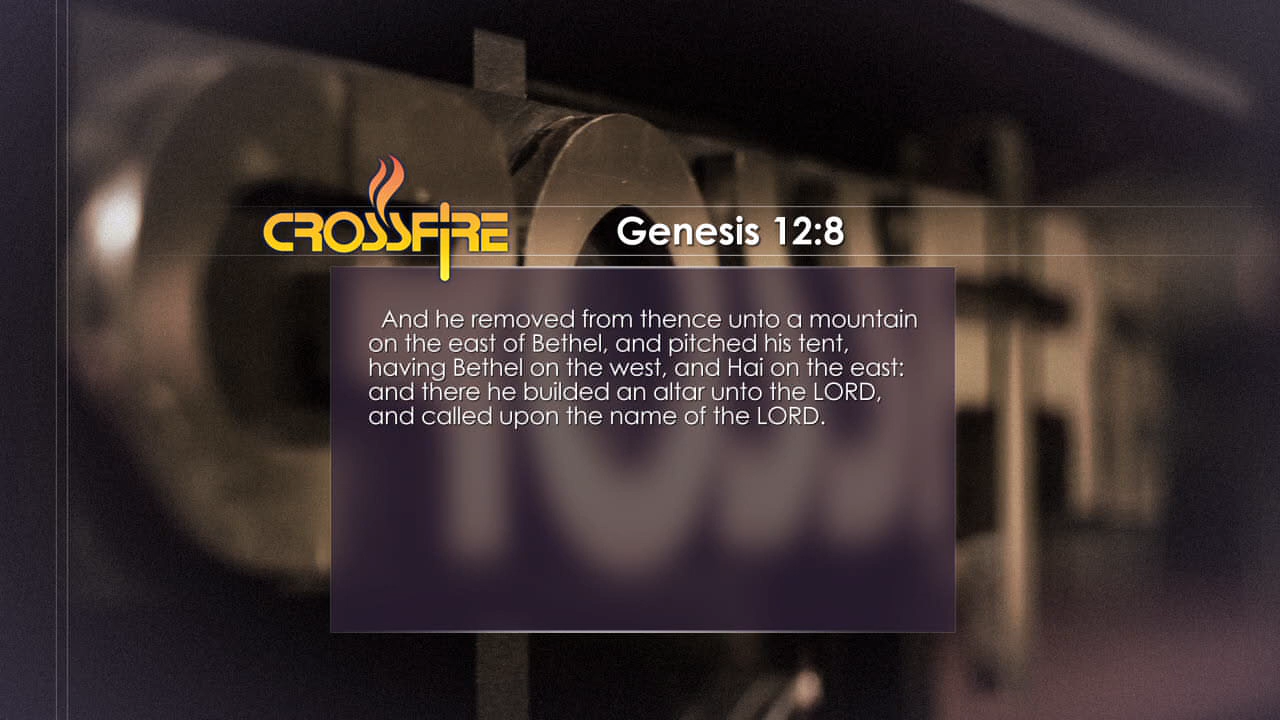 CROSSFIRE
Genesis 12:8
And he removed from thence unto a mountain
on the east of Bethel, and pitched his tent,
having Bethel on the west, and Hai on the east:
and there he builded an altar unto the LORD,
and called upon the name of the LORD.